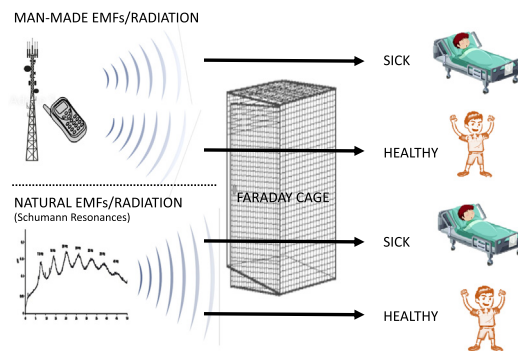 MAN-MADE EMFs/RADIATION
SICK
HEALTHY
FARADAY CAGE
NATURAL EMFs/RADIATION
(Schumann Resonances)
SICK
HEALTHY